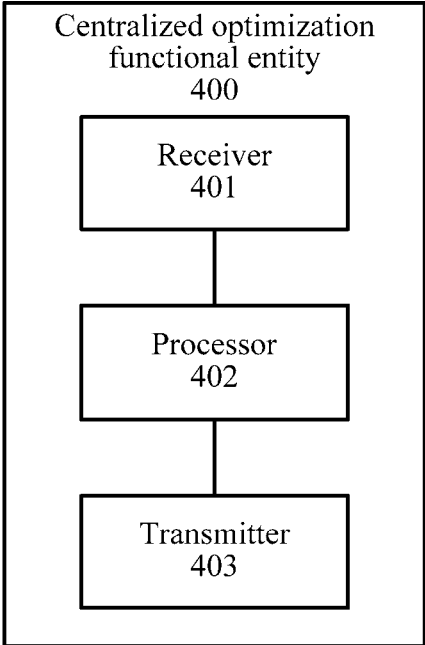 Centralized optimization
functional entity
400
Receiver
401
Processor
402
Transmitter
403